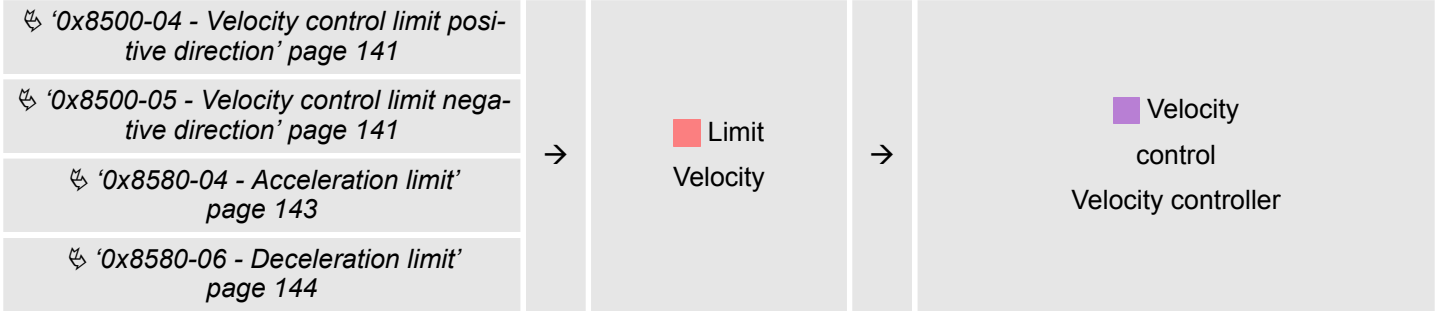 ↳ ‘0x8500-04 - Velocity control limit posi-
tive direction’ page 141
↳ ‘0x8500-05 - Velocity control limit nega-
tive direction’ page 141
↳ ‘0x8580-04 - Acceleration limit’
page 143
↳ ‘0x8580-06 - Deceleration limit’
page 144
→
Limit
Velocity
→
Velocity
control
Velocity controller